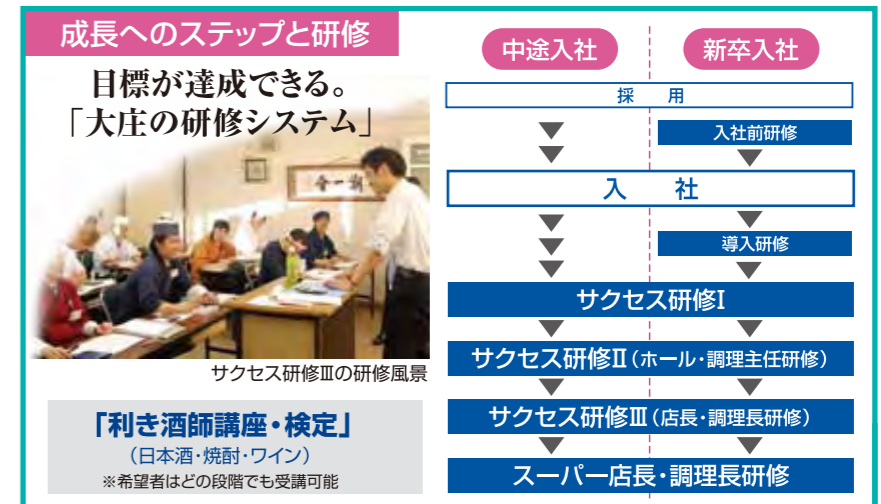 成長へのステップと研修
目標が達成できる。
「大庄の研修システム」
サクセス研修Ⅲの研修風景
「利き酒師講座・検定」
（日本酒・焼酎・ワイン）
※希望者はどの段階でも受講可能
中途入社
新卒入社
採 用
入社前研修
入 社
導入研修
サクセス研修Ⅰ
サクセス研修Ⅱ（ホール・調理主任研修）
サクセス研修Ⅲ（店長・調理長研修）
スーパー店長・調理長研修